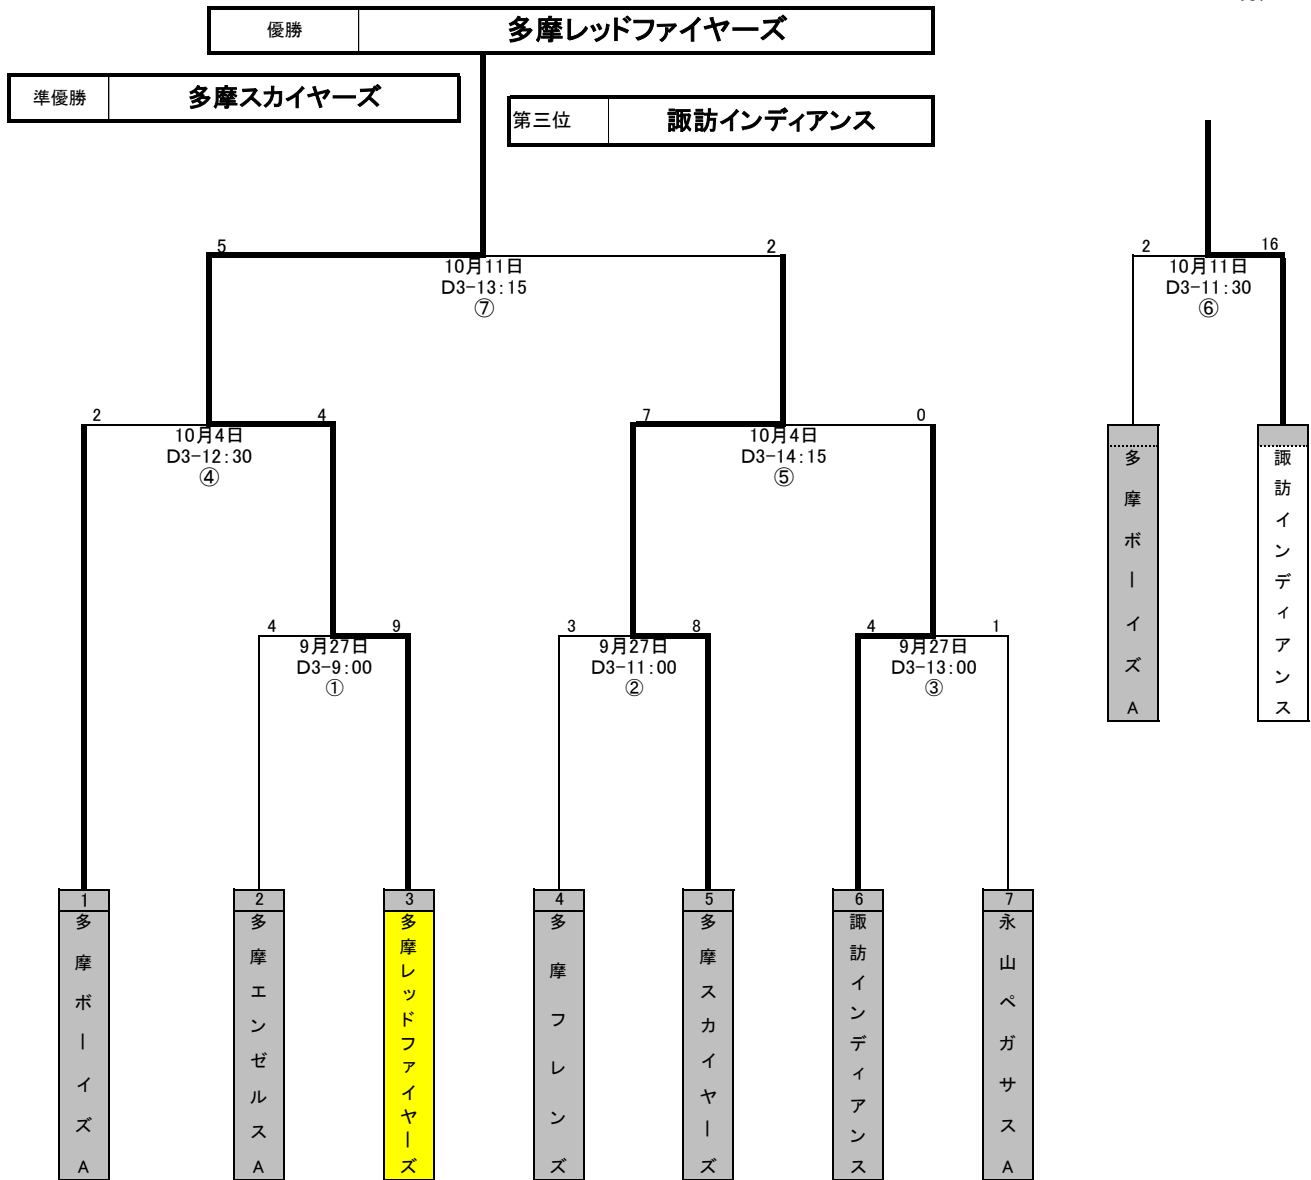 優勝 多摩レッドファイヤーズ
準優勝 多摩スカイヤーズ
第三位 諏訪インディアンス
5 2
10月11日
D3-13:15
⑦
2 16
10月11日
D3-11:30
⑥
2 4
10月4日
D3-12:30
④
7 0
10月4日
D3-14:15
⑤
多摩ボーイズA
諏訪インディアンス
4 9
9月27日
D3-9:00
①
3 8
9月27日
D3-11:00
②
4 1
9月27日
D3-13:00
③
1
多摩ボーイズA
2
多摩エンゼルスA
3
多摩レッドファイヤーズ
4
多摩フレンズ
5
多摩スカイヤーズ
6
諏訪インディアンス
7
永山ペガサスA